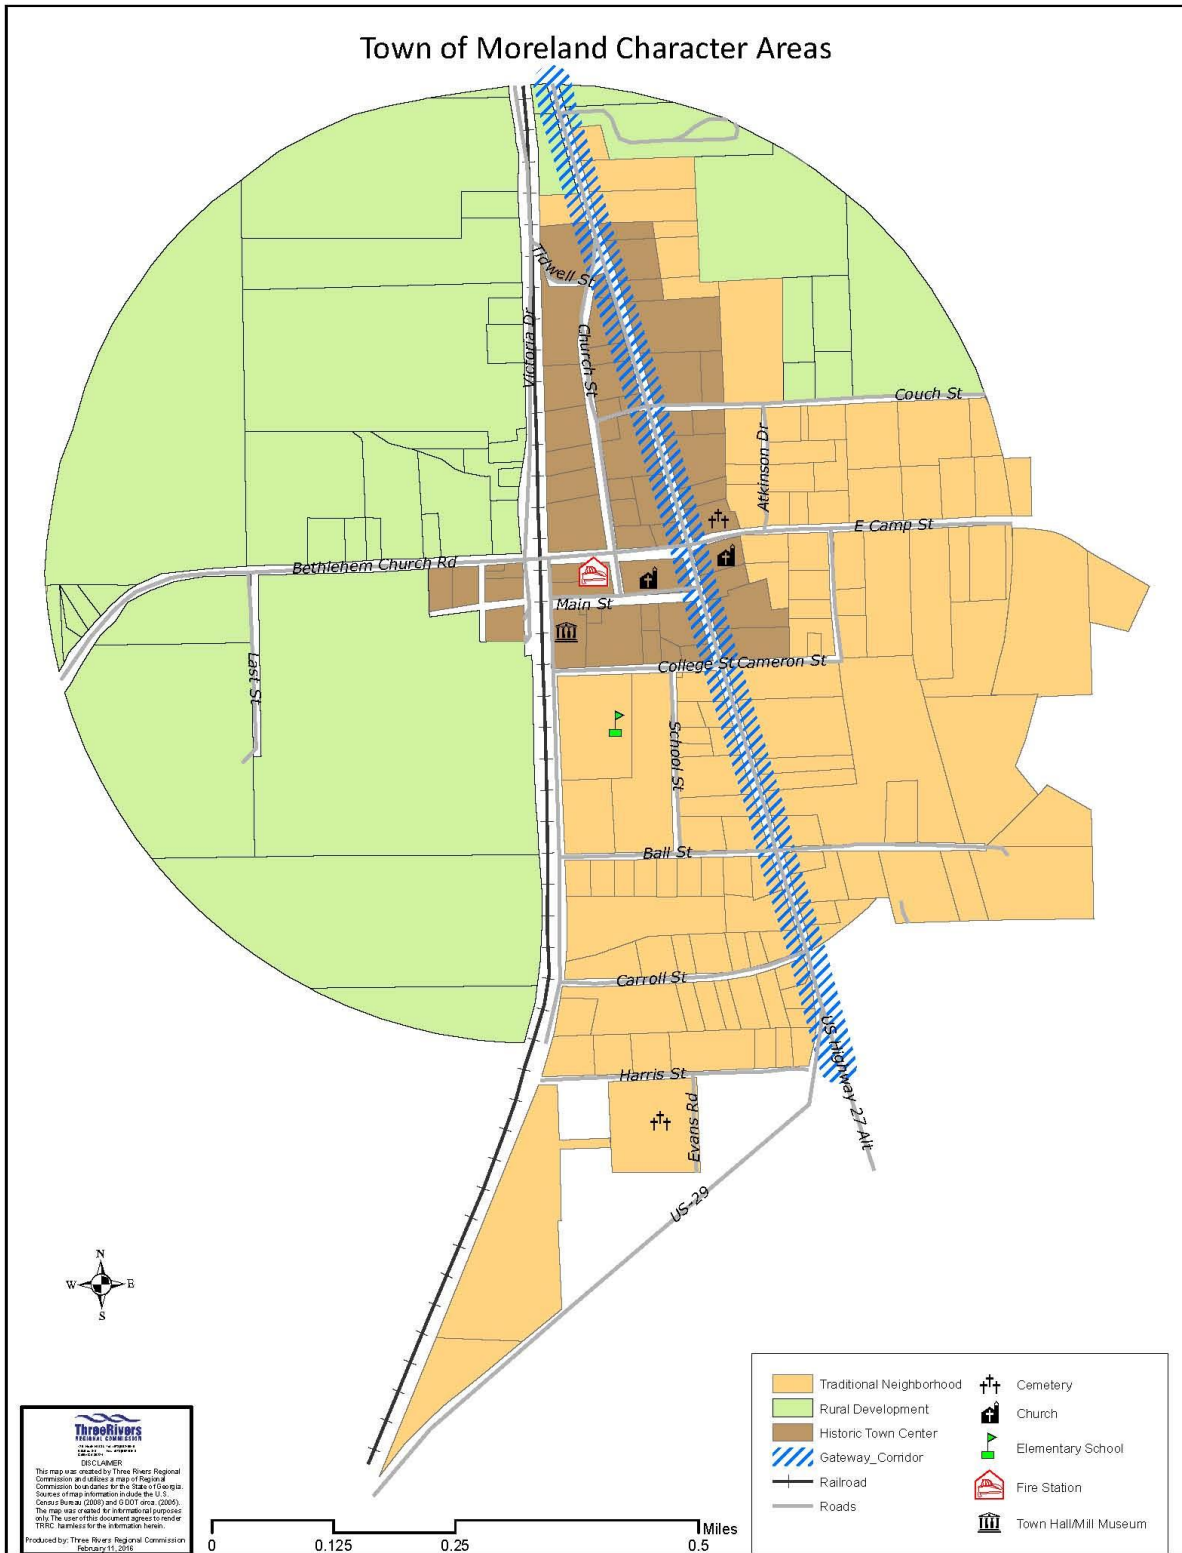 Town of Moreland Character Areas
Tidwell St
Victoria Dr
Church St
Couch St
Atkinson Dr
E Camp St
Bethlehem Church Rd
Main St
College St
Cameron St
Last St
School St
Ball St
Carroll St
US Highway 27 Alt
Harris St
Evans Rd
US-29
N
W
E
S
Traditional Neighborhood
Rural Development
Historic Town Center
Gateway_Corridor
Railroad
Roads
Cemetery
Church
Elementary School
Fire Station
Town Hall/Mill Museum
ThreeRivers
REGIONAL COMMISSION
DISCLAIMER
This map was created by Three Rivers Regional
Commission and utilizes a map of Regional
Commission boundaries for the State of Georgia.
Sources of map information include the U.S.
Census Bureau (2008) and GDOT circa. (2005).
The map was created for informational purposes
only. The user of this document agrees to render
TRRC harmless for the information herein.
Produced by: Three Rivers Regional Commission
February 11, 2016
0
0.125
0.25
0.5
Miles